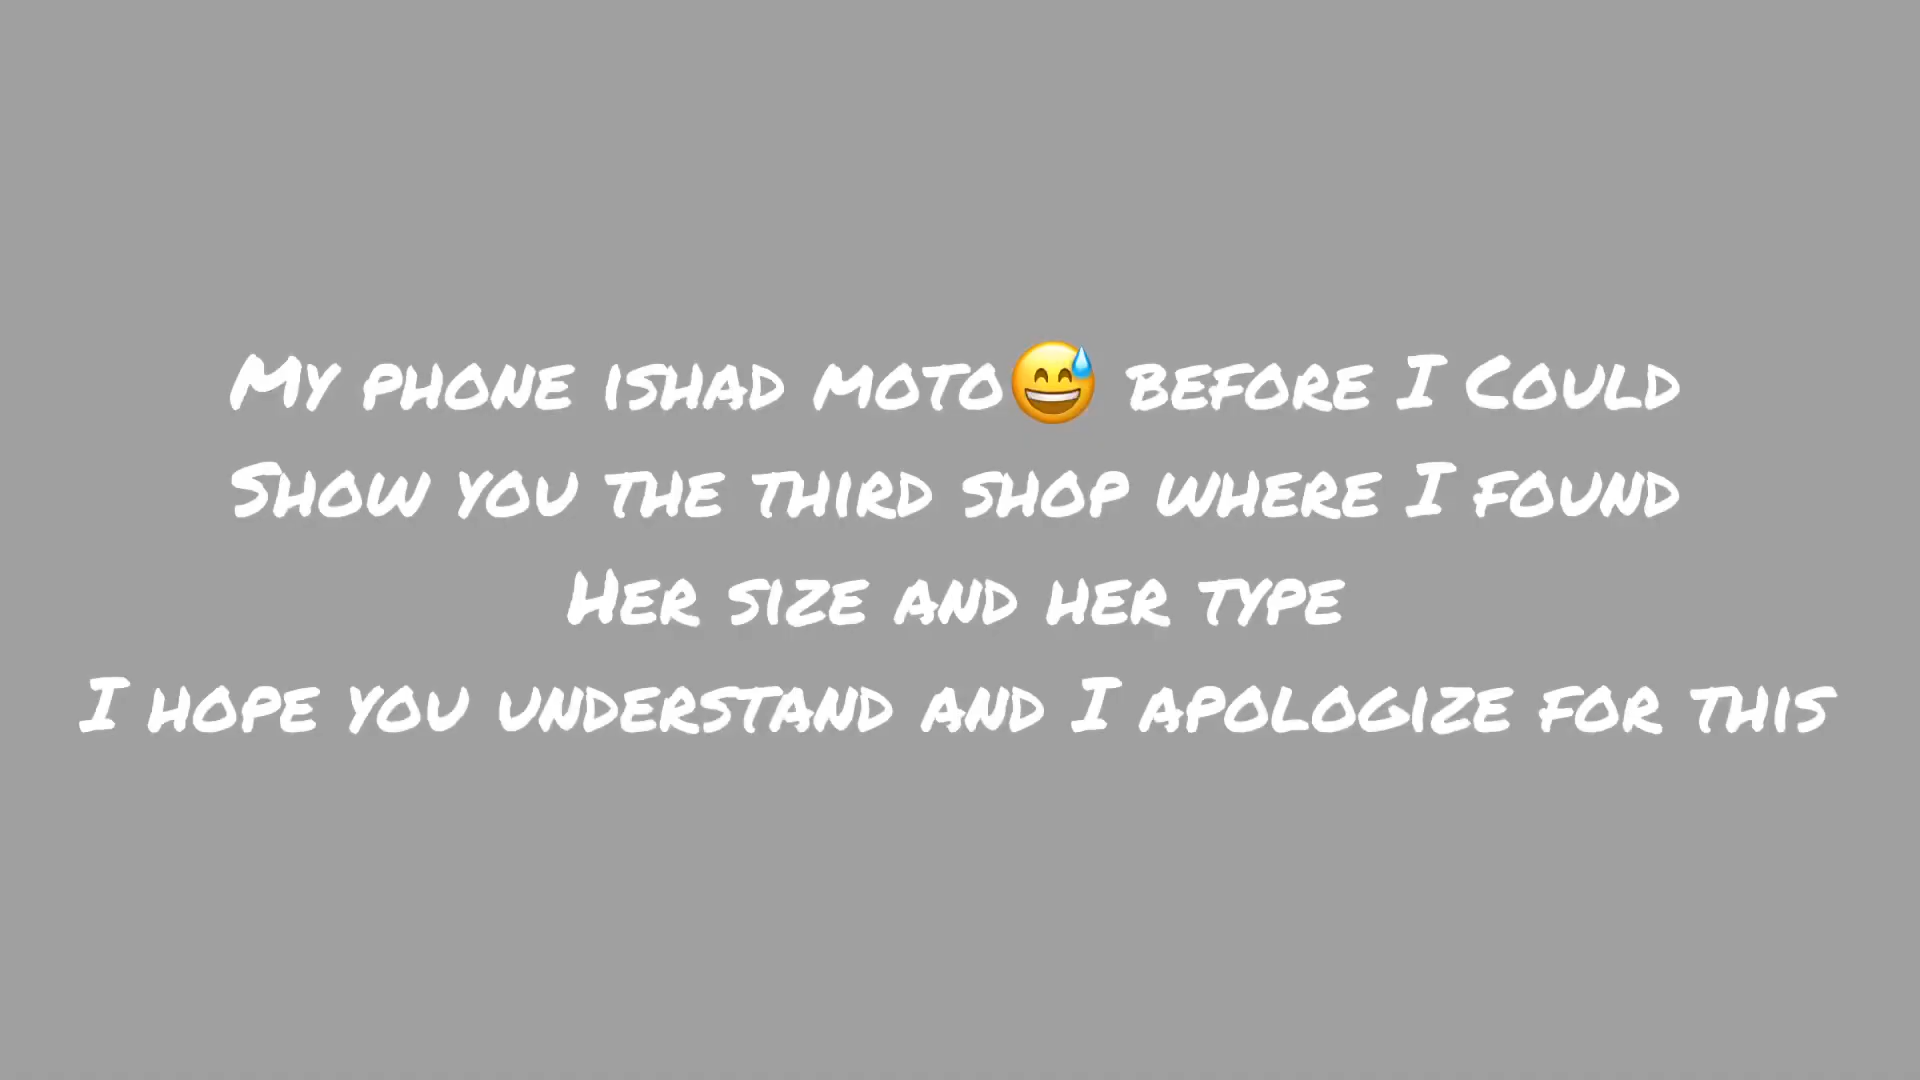 My phone ishad moto😅 before I Could
Show you the third shop where I found
Her size and her type
I hope you understand and I apologize for this